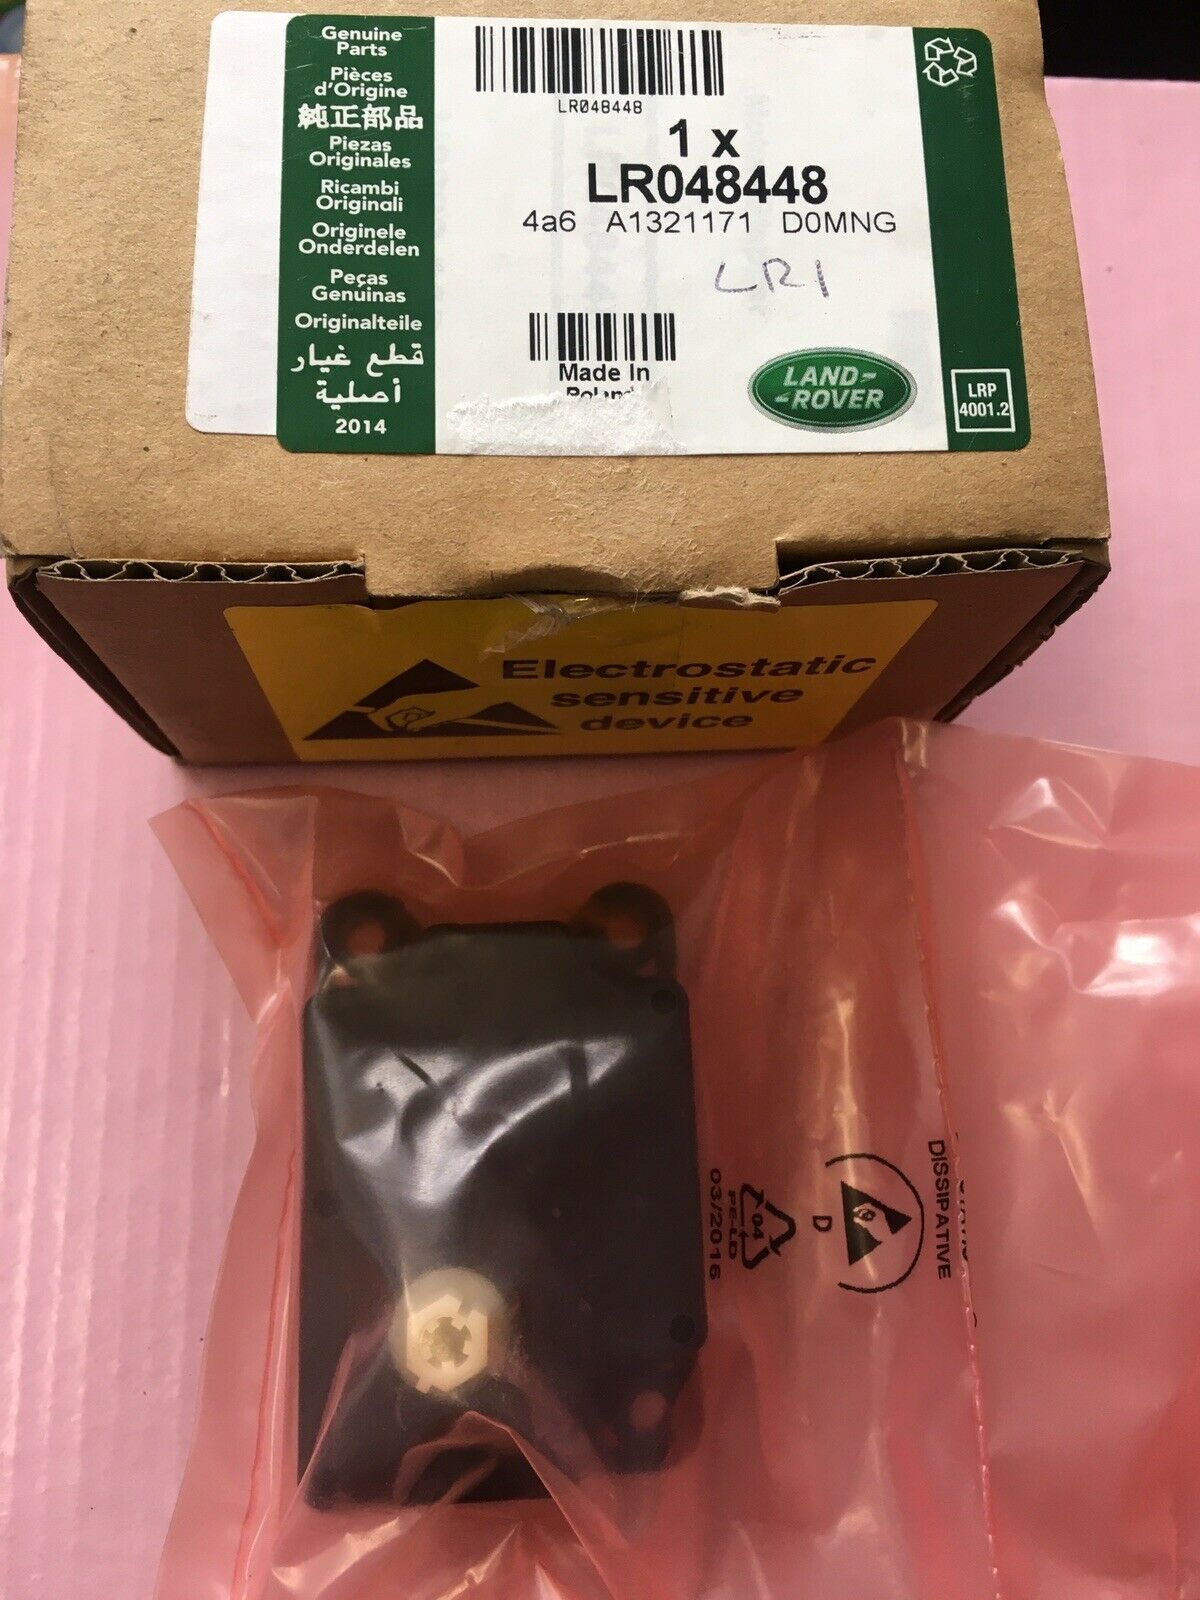 Genuine
Parts
Pièces
d'Origine
純正部品
Piezas
Originales
Ricambi
Originali
Originele
Onderdelen
Peças
Genuinas
Originalteile
قطع غيار
أصلية
2014
LR048448
1 x
LR048448
4a6 A1321171 D0MNG
LR1
Made In
Poland
LAND-
-ROVER
LRP
4001.2
Electrostatic
sensitive
device
DISSIPATIVE
D
04
PE-LD
03/2016